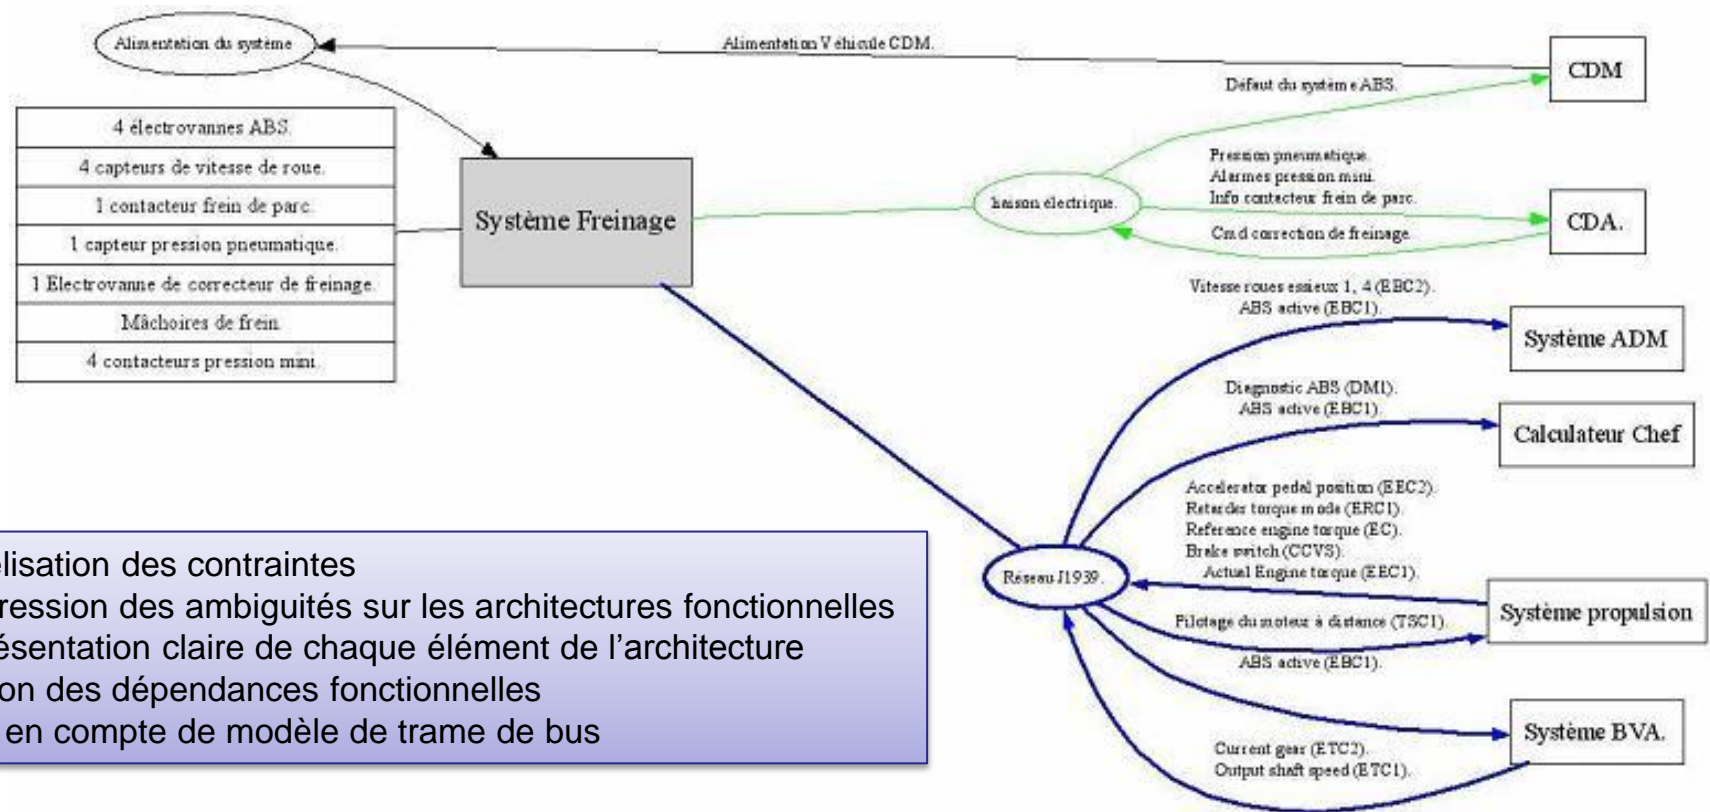 Alimentation du système
Alimentation Véhicule CDM.
CDM
Défaut du système ABS.
4 électrovannes ABS.
4 capteurs de vitesse de roue.
1 contacteur frein de parc.
1 capteur pression pneumatique.
1 Electrovanne de correcteur de freinage.
Mâchoires de frein.
4 contacteurs pression mini.
Système Freinage
liaison électrique.
Pression pneumatique.
Alarmes pression mini.
Info contacteur frein de parc.
CDA.
Cmd correction de freinage.
Vitesse roues essieux 1, 4 (EBC2).
ABS active (EBC1).
Système ADM
Diagnostic ABS (DM1).
ABS active (EBC1).
Calculateur Chef
Accelerator pedal position (EEC2).
Retarder torque mode (ERC1).
Reference engine torque (EC).
Brake switch (CCVS).
Actual Engine torque (EEC1).
Réseau J1939.
Système propulsion
Pilotage du moteur à distance (TSC1).
ABS active (EBC1).
Système BVA.
Current gear (ETC2).
Output shaft speed (ETC1).
élisation des contraintes
ression des ambiguités sur les architectures fonctionnelles
résentation claire de chaque élément de l'architecture
on des dépendances fonctionnelles
en compte de modèle de trame de bus